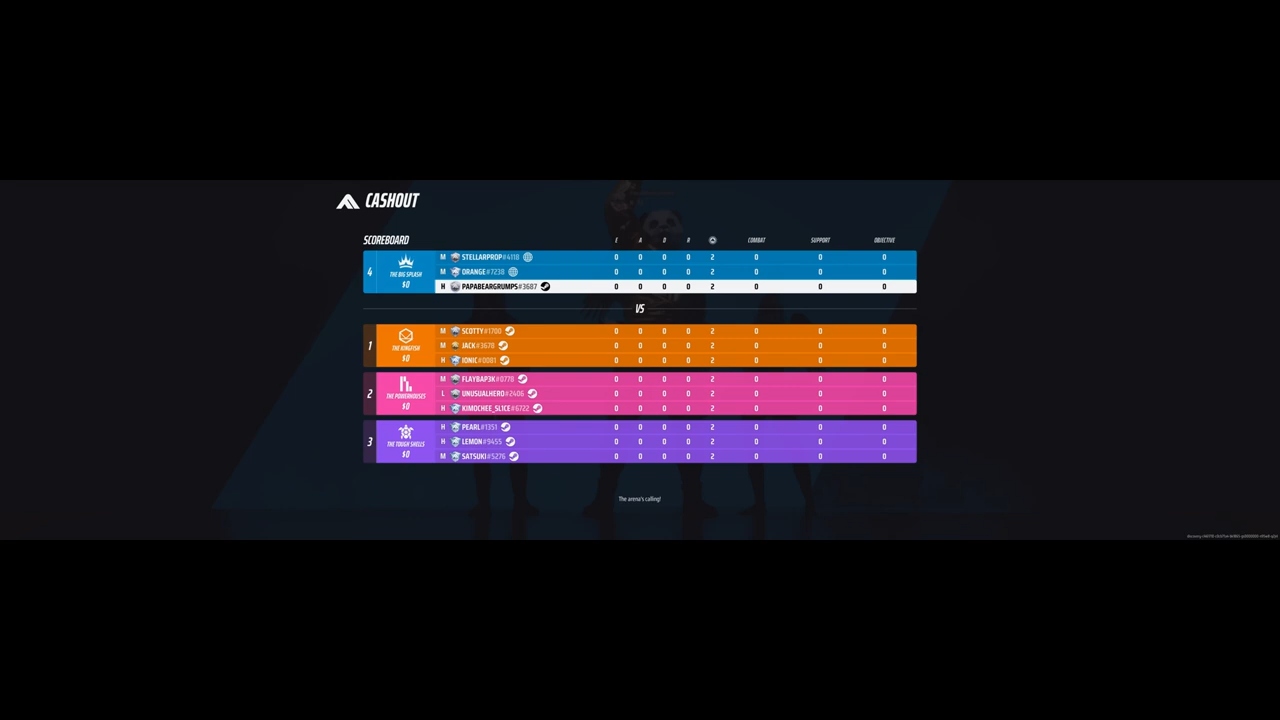 CASHOUT
SCOREBOARD E A D R COMBAT SUPPORT OBJECTIVE
4 THE BIG SPLASH $0
M STELLARPROP#4118 0 0 0 0 2 0 0 0
M ORANGE#7238 0 0 0 0 2 0 0 0
H PAPABEARGRUMPS#3687 0 0 0 0 2 0 0 0
VS
1 THE KINGFISH $0
M SCOTTY#1700 0 0 0 0 2 0 0 0
M JACK#3678 0 0 0 0 2 0 0 0
H IONIC#0081 0 0 0 0 2 0 0 0
2 THE POWERHOUSES $0
M FLAYBAP3K#0778 0 0 0 0 2 0 0 0
L UNUSUALHERO#2406 0 0 0 0 2 0 0 0
H KIMOCHEE_SLICE#6722 0 0 0 0 2 0 0 0
3 THE TOUGH SHELLS $0
H PEARL#1351 0 0 0 0 2 0 0 0
H LEMON#9455 0 0 0 0 2 0 0 0
M SATSUKI#5276 0 0 0 0 2 0 0 0
The arena's calling!